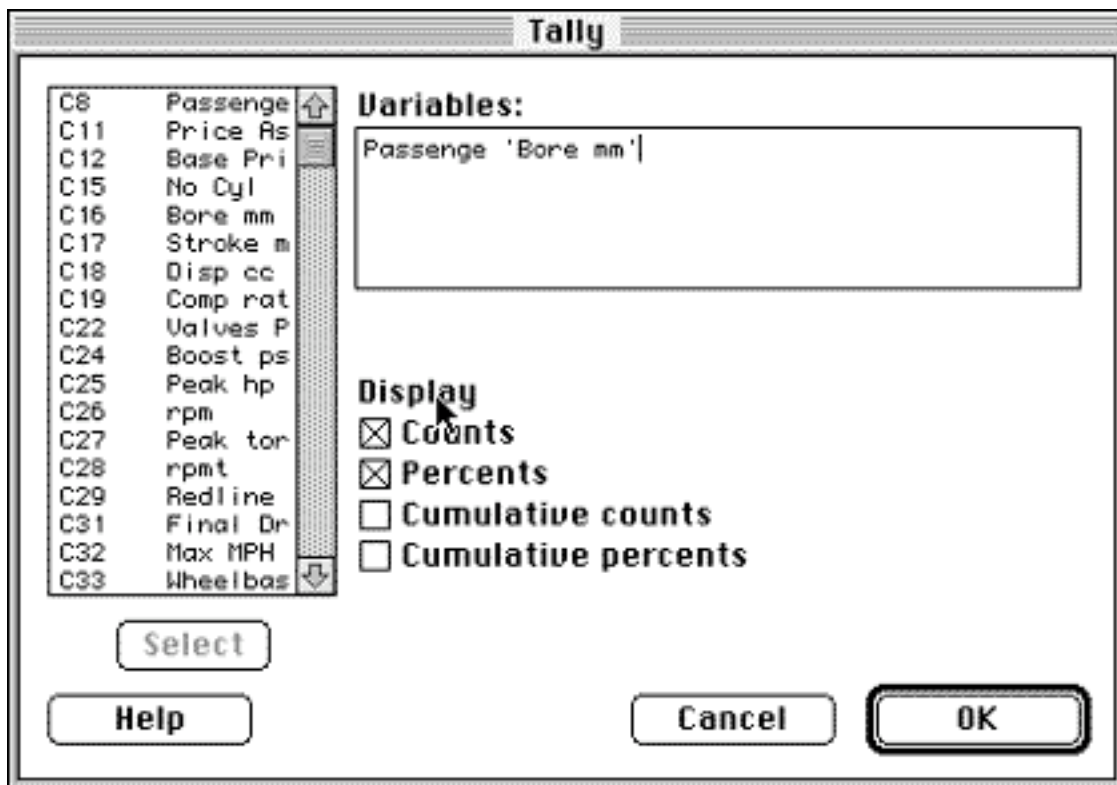 Tally
C8 Passenge
C11 Price As
C12 Base Pri
C15 No Cyl
C16 Bore mm
C17 Stroke m
C18 Disp cc
C19 Comp rat
C22 Valves P
C24 Boost ps
C25 Peak hp
C26 rpm
C27 Peak tor
C28 rpmt
C29 Redline
C31 Final Dr
C32 Max MPH
C33 Wheelbas
Select
Variables:
Passenge 'Bore mm'
Display
Counts
Percents
Cumulative counts
Cumulative percents
Help
Cancel
OK